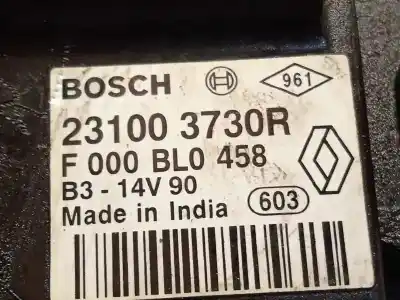 BOSCH 961
23100 3730R
F 000 BL0 458
B3 - 14V 90
Made in India 603